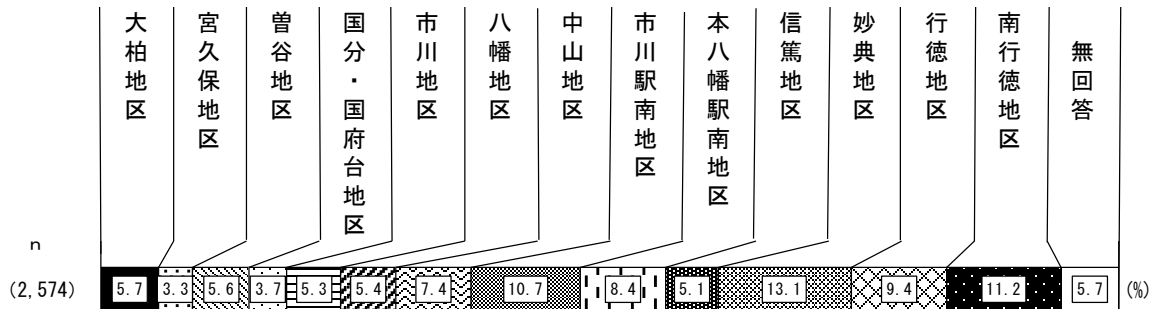 大柏地区
宮久保地区
曽谷地区
国分・国府台地区
市川地区
八幡地区
中山地区
市川駅南地区
本八幡駅南地区
信篤地区
妙典地区
行徳地区
南行徳地区
無回答
n
(2,574)
5.7
3.3
5.6
3.7
5.3
5.4
7.4
10.7
8.4
5.1
13.1
9.4
11.2
5.7
(%)